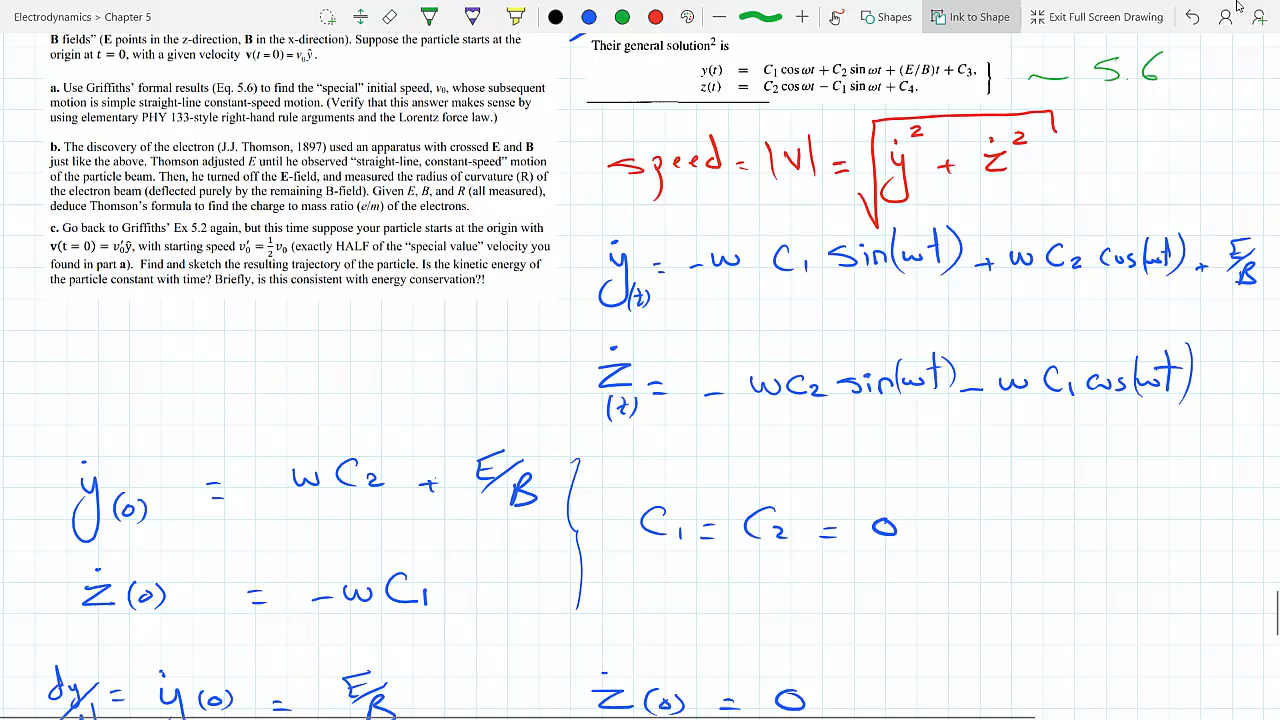 Electrodynamics > Chapter 5
Shapes
Ink to Shape
Exit Full Screen Drawing
B fields" (E points in the z-direction, B in the x-direction). Suppose the particle starts at the
origin at t = 0, with a given velocity v(t = 0) = v₀ŷ.
a. Use Griffiths' formal results (Eq. 5.6) to find the "special" initial speed, v₀, whose subsequent
motion is simple straight-line constant-speed motion. (Verify that this answer makes sense by
using elementary PHY 133-style right-hand rule arguments and the Lorentz force law.)
b. The discovery of the electron (J.J. Thomson, 1897) used an apparatus with crossed E and B
just like the above. Thomson adjusted E until he observed "straight-line, constant-speed" motion
of the particle beam. Then, he turned off the E-field, and measured the radius of curvature (R) of
the electron beam (deflected purely by the remaining B-field). Given E, B, and R (all measured),
deduce Thomson's formula to find the charge to mass ratio (e/m) of the electrons.
c. Go back to Griffiths' Ex 5.2 again, but this time suppose your particle starts at the origin with
v(t = 0) = v₀′ŷ, with starting speed v₀′ = ½v₀ (exactly HALF of the "special value" velocity you
found in part a). Find and sketch the resulting trajectory of the particle. Is the kinetic energy of
the particle constant with time? Briefly, is this consistent with energy conservation?!
Their general solution² is
y(t) = C₁ cos ωt + C₂ sin ωt + (E/B)t + C₃,
z(t) = C₂ cos ωt − C₁ sin ωt + C₄.
~ 5.6
speed = |V| = √(ẏ² + ż²)
ẏ(t) = -ω C₁ sin(ωt) + ω C₂ cos(ωt) + E/B
ż(t) = - ωC₂ sin(ωt) - ω C₁ cos(ωt)
ẏ(0) = ω C₂ + E/B
C₁ = C₂ = 0
ż(0) = -ω C₁
= ẏ(0) = E/B
ż(0) = 0